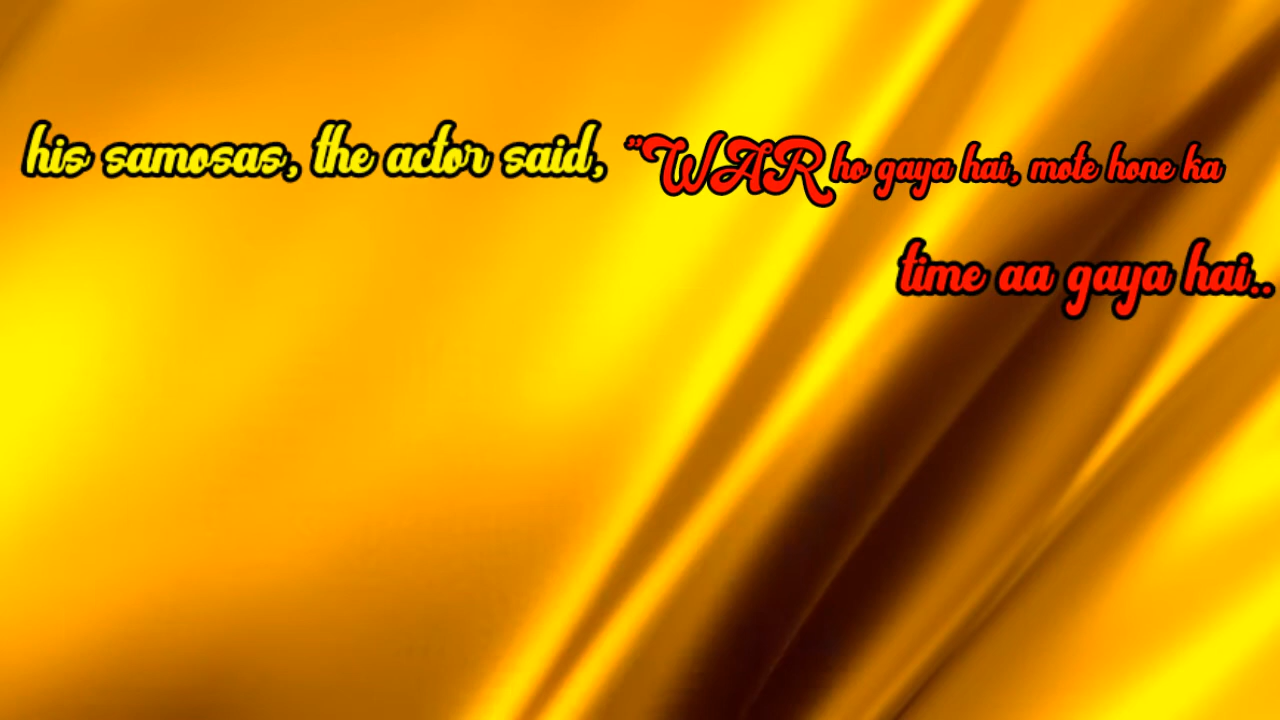 his samosas, the actor said, "WAR ho gaya hai, mote hone ka
time aa gaya hai..